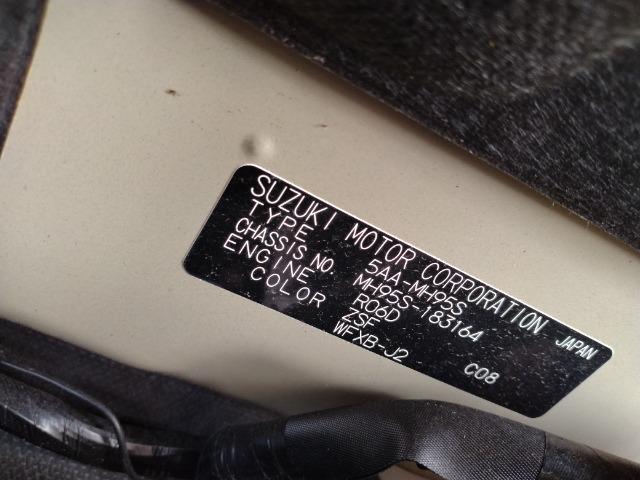 SUZUKI MOTOR CORPORATION JAPAN
TYPE 5AA-MH95S
CHASSIS NO. MH95S-183164
ENGINE R06D
COLOR ZSF
WFXB-J2 C08